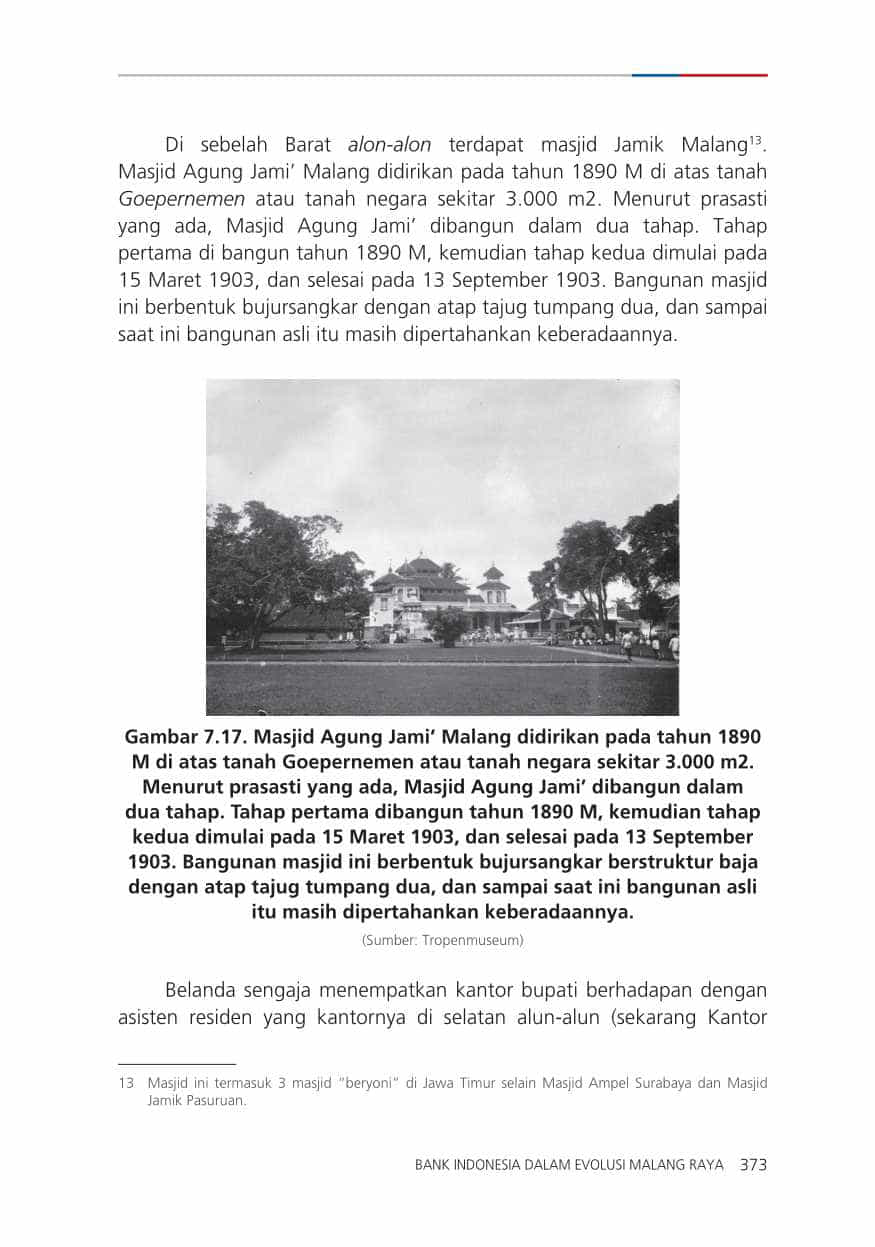 Di sebelah Barat alon-alon terdapat masjid Jamik Malang13.
Masjid Agung Jami’ Malang didirikan pada tahun 1890 M di atas tanah
Goepernemen atau tanah negara sekitar 3.000 m2. Menurut prasasti
yang ada, Masjid Agung Jami’ dibangun dalam dua tahap. Tahap
pertama di bangun tahun 1890 M, kemudian tahap kedua dimulai pada
15 Maret 1903, dan selesai pada 13 September 1903. Bangunan masjid
ini berbentuk bujursangkar dengan atap tajug tumpang dua, dan sampai
saat ini bangunan asli itu masih dipertahankan keberadaannya.
Gambar 7.17. Masjid Agung Jami’ Malang didirikan pada tahun 1890
M di atas tanah Goepernemen atau tanah negara sekitar 3.000 m2.
Menurut prasasti yang ada, Masjid Agung Jami’ dibangun dalam
dua tahap. Tahap pertama dibangun tahun 1890 M, kemudian tahap
kedua dimulai pada 15 Maret 1903, dan selesai pada 13 September
1903. Bangunan masjid ini berbentuk bujursangkar berstruktur baja
dengan atap tajug tumpang dua, dan sampai saat ini bangunan asli
itu masih dipertahankan keberadaannya.
(Sumber: Tropenmuseum)
Belanda sengaja menempatkan kantor bupati berhadapan dengan
asisten residen yang kantornya di selatan alun-alun (sekarang Kantor
13 Masjid ini termasuk 3 masjid “beryoni“ di Jawa Timur selain Masjid Ampel Surabaya dan Masjid
Jamik Pasuruan.
BANK INDONESIA DALAM EVOLUSI MALANG RAYA 373